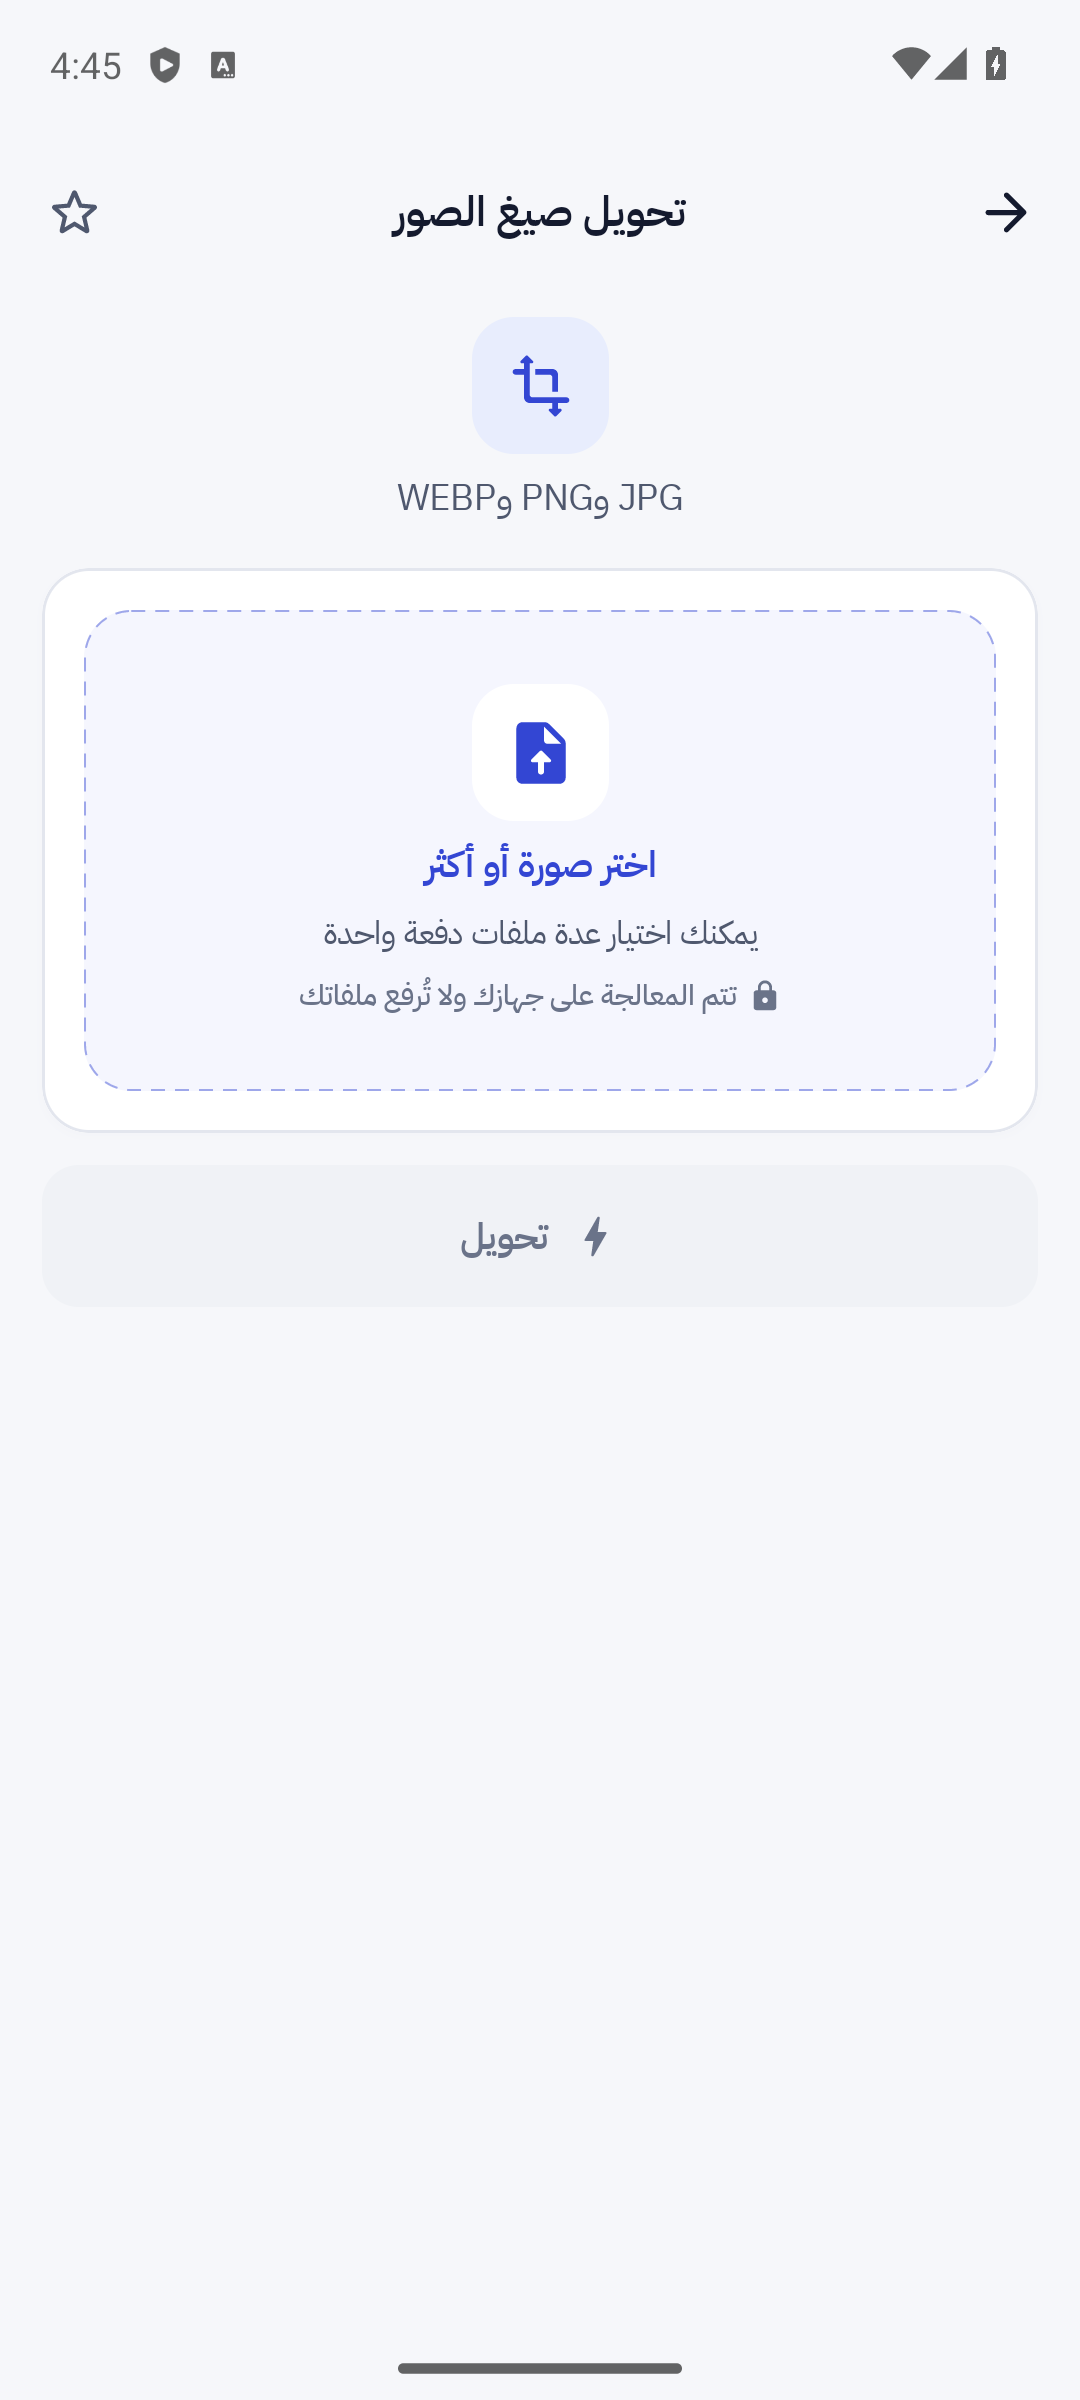 4:45
تحويل صيغ الصور
JPG وPNG وWEBP
اختر صورة أو أكثر
يمكنك اختيار عدة ملفات دفعة واحدة
تتم المعالجة على جهازك ولا تُرفع ملفاتك
تحويل